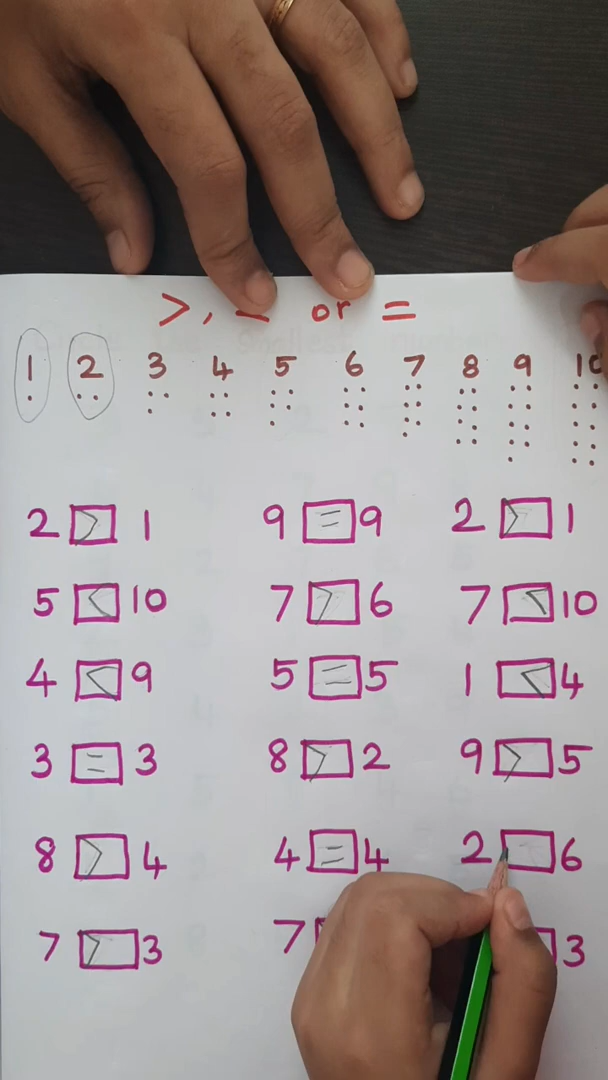 >, < or =
1 2 3 4 5 6 7 8 9 10
2 > 1 9 = 9 2 > 1
5 < 10 7 > 6 7 < 10
4 < 9 5 = 5 1 < 4
3 = 3 8 > 2 9 > 5
8 > 4 4 = 4 2 6
7 > 3 7 3